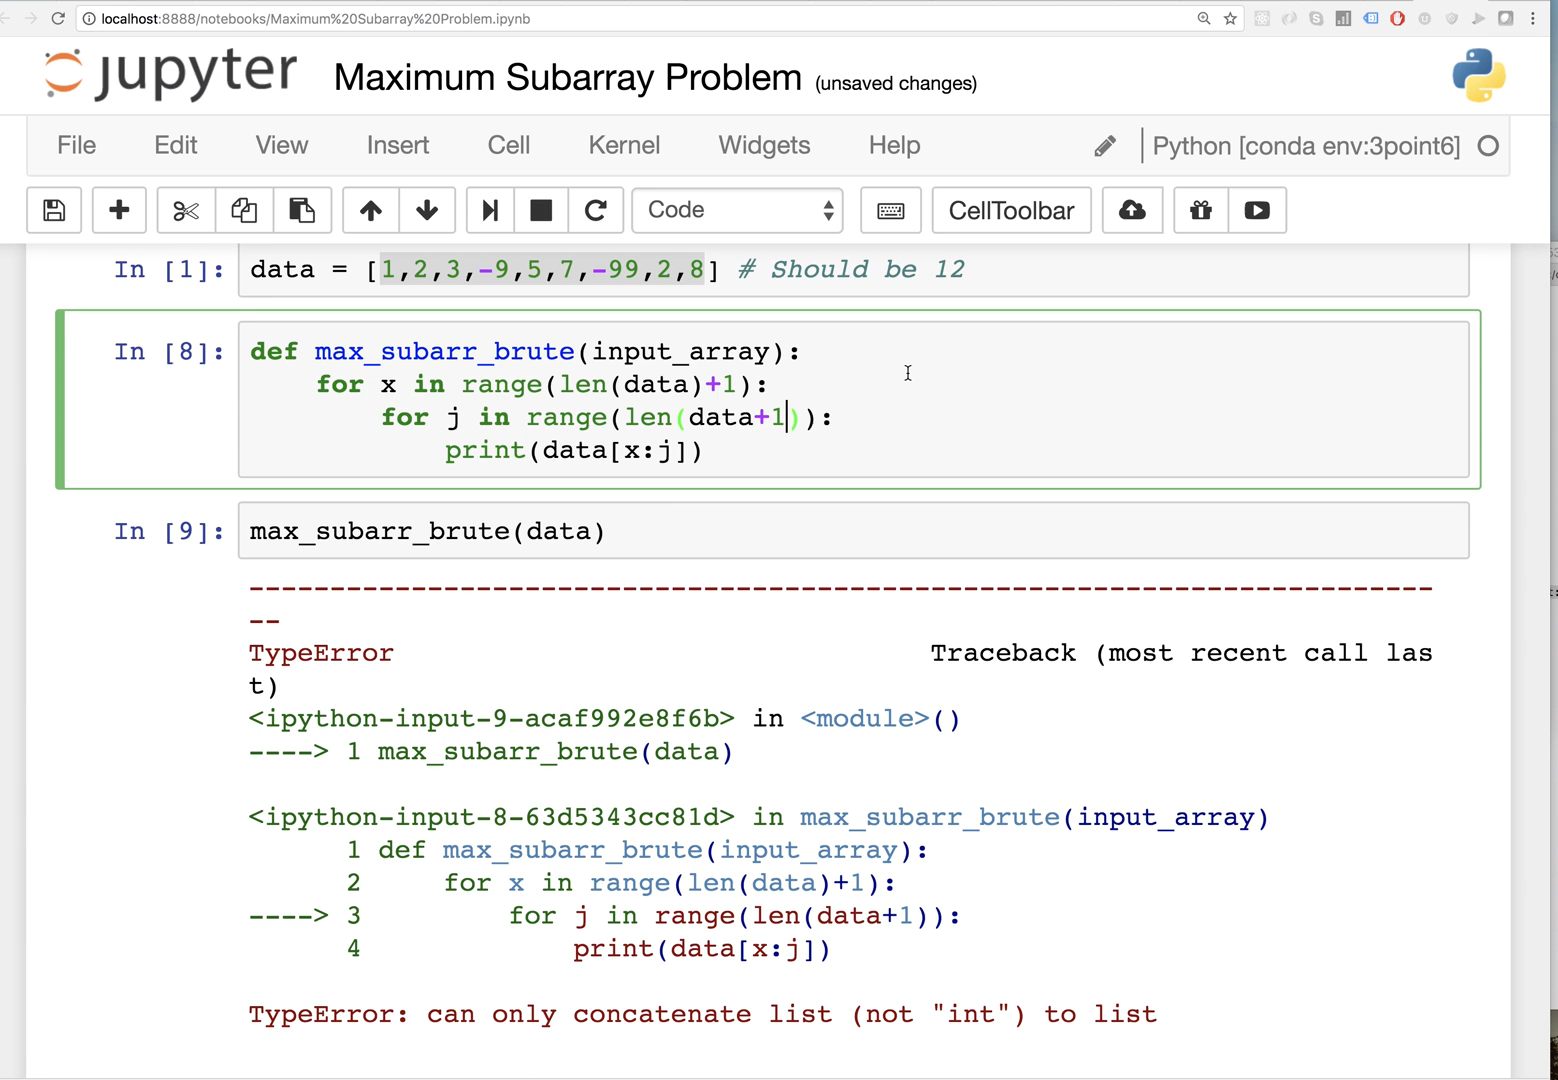 localhost:8888/notebooks/Maximum%20Subarray%20Problem.ipynb
jupyter Maximum Subarray Problem (unsaved changes)
File Edit View Insert Cell Kernel Widgets Help Python [conda env:3point6]
Code CellToolbar
In [1]: data = [1,2,3,-9,5,7,-99,2,8] # Should be 12
In [8]: def max_subarr_brute(input_array):
for x in range(len(data)+1):
for j in range(len(data+1)):
print(data[x:j])
In [9]: max_subarr_brute(data)
---------------------------------------------------------------------------
--
TypeError Traceback (most recent call las
t)
<ipython-input-9-acaf992e8f6b> in <module>()
----> 1 max_subarr_brute(data)
<ipython-input-8-63d5343cc81d> in max_subarr_brute(input_array)
1 def max_subarr_brute(input_array):
2 for x in range(len(data)+1):
----> 3 for j in range(len(data+1)):
4 print(data[x:j])
TypeError: can only concatenate list (not "int") to list